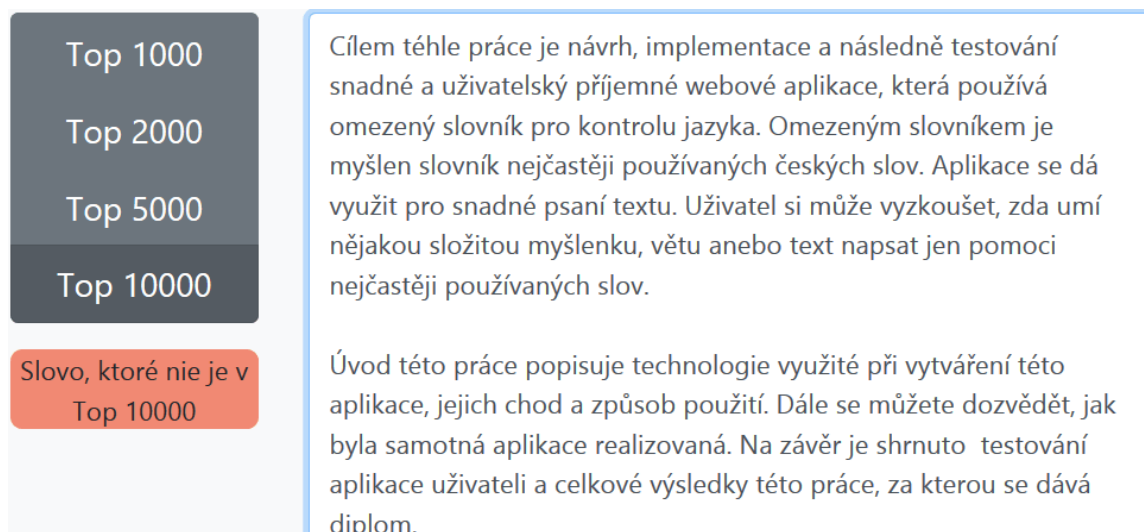 Top 1000
Top 2000
Top 5000
Top 10000
Slovo, ktoré nie je v
Top 10000
Cílem téhle práce je návrh, implementace a následně testování
snadné a uživatelský příjemné webové aplikace, která používá
omezený slovník pro kontrolu jazyka. Omezeným slovníkem je
myšlen slovník nejčastěji používaných českých slov. Aplikace se dá
využit pro snadné psaní textu. Uživatel si může vyzkoušet, zda umí
nějakou složitou myšlenku, větu anebo text napsat jen pomoci
nejčastěji používaných slov.
Úvod této práce popisuje technologie využité při vytváření této
aplikace, jejich chod a způsob použití. Dále se můžete dozvědět, jak
byla samotná aplikace realizovaná. Na závěr je shrnuto  testování
aplikace uživateli a celkové výsledky této práce, za kterou se dává
diplom.